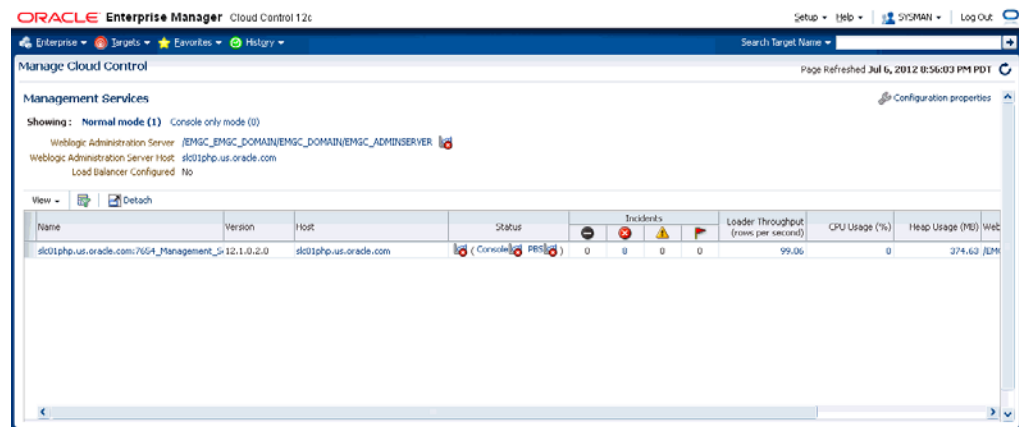 ORACLE Enterprise Manager Cloud Control 12c
Setup Help SYSMAN Log Out
Enterprise Targets Favorites History
Search Target Name
Manage Cloud Control
Page Refreshed Jul 6, 2012 8:56:03 PM PDT
Management Services
Configuration properties
Showing : Normal mode (1) Console only mode (0)
Weblogic Administration Server /EMGC_EMGC_DOMAIN/EMGC_DOMAIN/EMGC_ADMINSERVER
Weblogic Administration Server Host slc01php.us.oracle.com
Load Balancer Configured No
View Detach
Name Version Host Status Incidents Loader Throughput (rows per second) CPU Usage (%) Heap Usage (MB) Web
slc01php.us.oracle.com:7654_Management_S 12.1.0.2.0 slc01php.us.oracle.com ( Console PBS ) 0 0 0 0 99.06 0 374.63 /EM